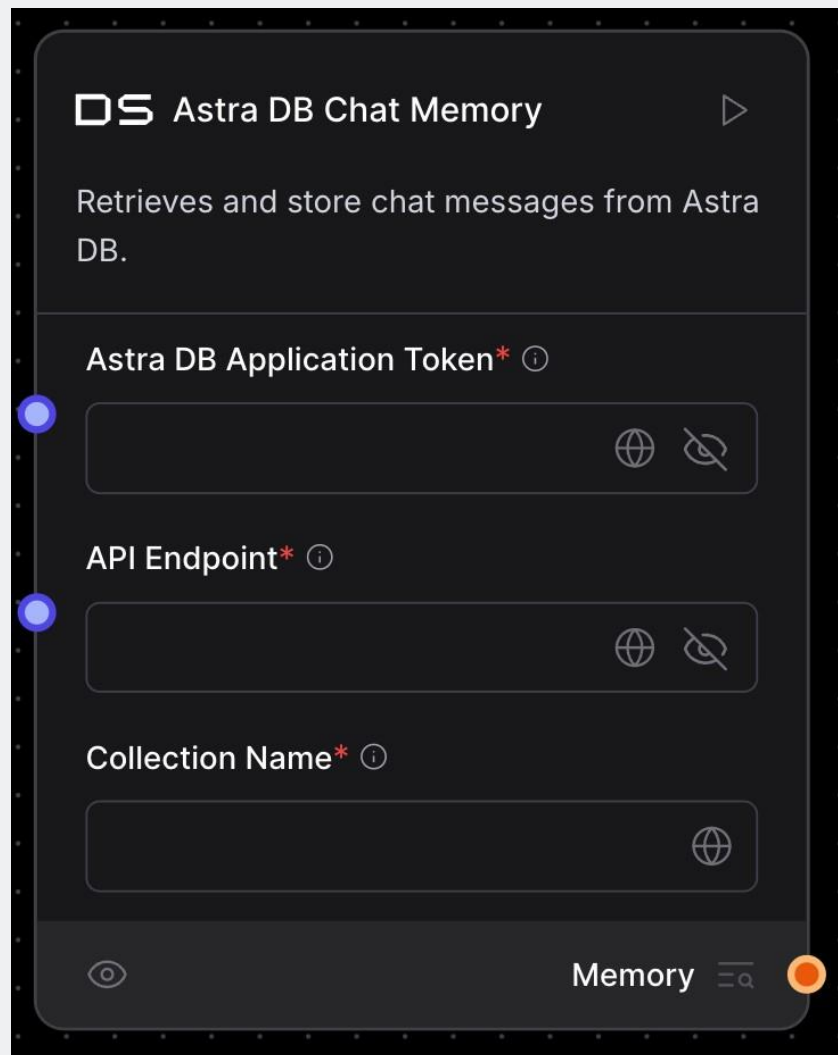 DS Astra DB Chat Memory
Retrieves and store chat messages from Astra
DB.
Astra DB Application Token*
API Endpoint*
Collection Name*
Memory